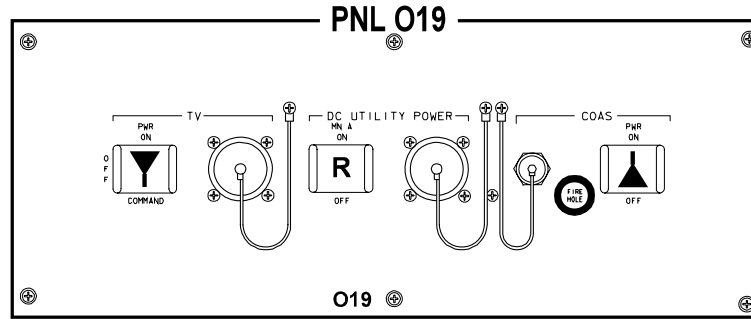 PNL O19
TV
DC UTILITY POWER
COAS
PWR
ON
MN A
ON
PWR
ON
OFF
R
COMMAND
OFF
FIRE
HOLE
OFF
O19